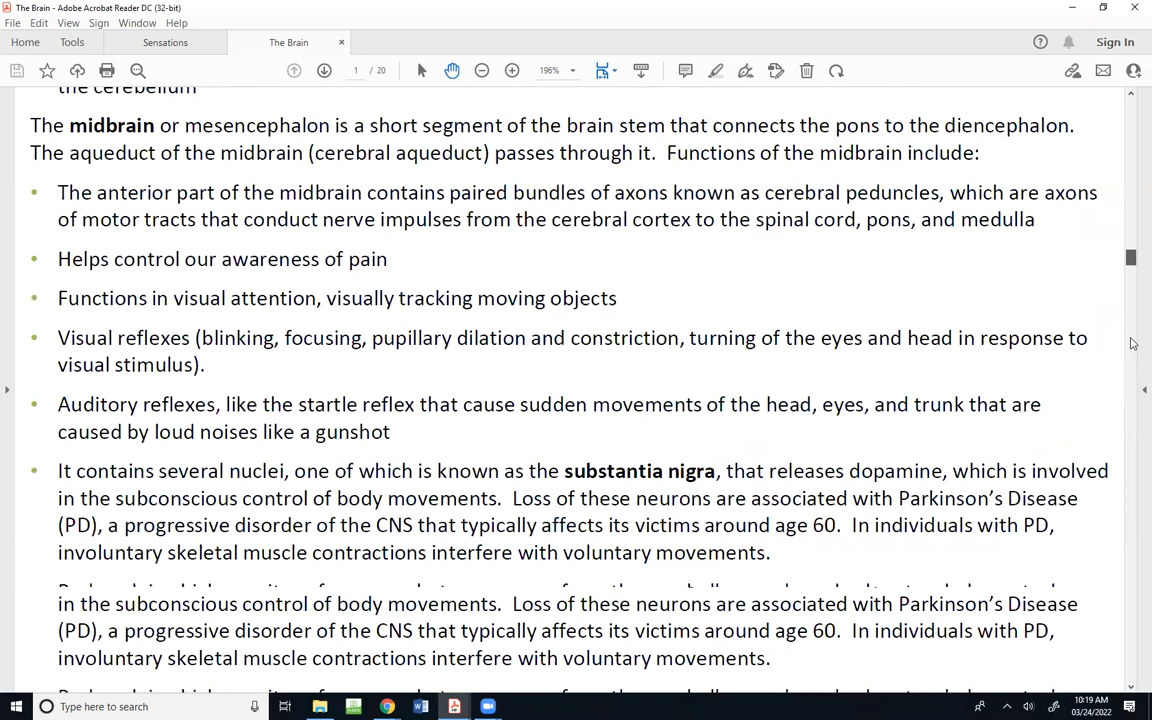 The Brain - Adobe Acrobat Reader DC (32-bit)
File Edit View Sign Window Help
Home Tools Sensations The Brain × Sign In
1 / 20 196%
the cerebellum
The midbrain or mesencephalon is a short segment of the brain stem that connects the pons to the diencephalon.
The aqueduct of the midbrain (cerebral aqueduct) passes through it. Functions of the midbrain include:
• The anterior part of the midbrain contains paired bundles of axons known as cerebral peduncles, which are axons
of motor tracts that conduct nerve impulses from the cerebral cortex to the spinal cord, pons, and medulla
• Helps control our awareness of pain
• Functions in visual attention, visually tracking moving objects
• Visual reflexes (blinking, focusing, pupillary dilation and constriction, turning of the eyes and head in response to
visual stimulus).
• Auditory reflexes, like the startle reflex that cause sudden movements of the head, eyes, and trunk that are
caused by loud noises like a gunshot
• It contains several nuclei, one of which is known as the substantia nigra, that releases dopamine, which is involved
in the subconscious control of body movements. Loss of these neurons are associated with Parkinson's Disease
(PD), a progressive disorder of the CNS that typically affects its victims around age 60. In individuals with PD,
involuntary skeletal muscle contractions interfere with voluntary movements.
in the subconscious control of body movements. Loss of these neurons are associated with Parkinson's Disease
(PD), a progressive disorder of the CNS that typically affects its victims around age 60. In individuals with PD,
involuntary skeletal muscle contractions interfere with voluntary movements.
Type here to search
10:19 AM
03/24/2022